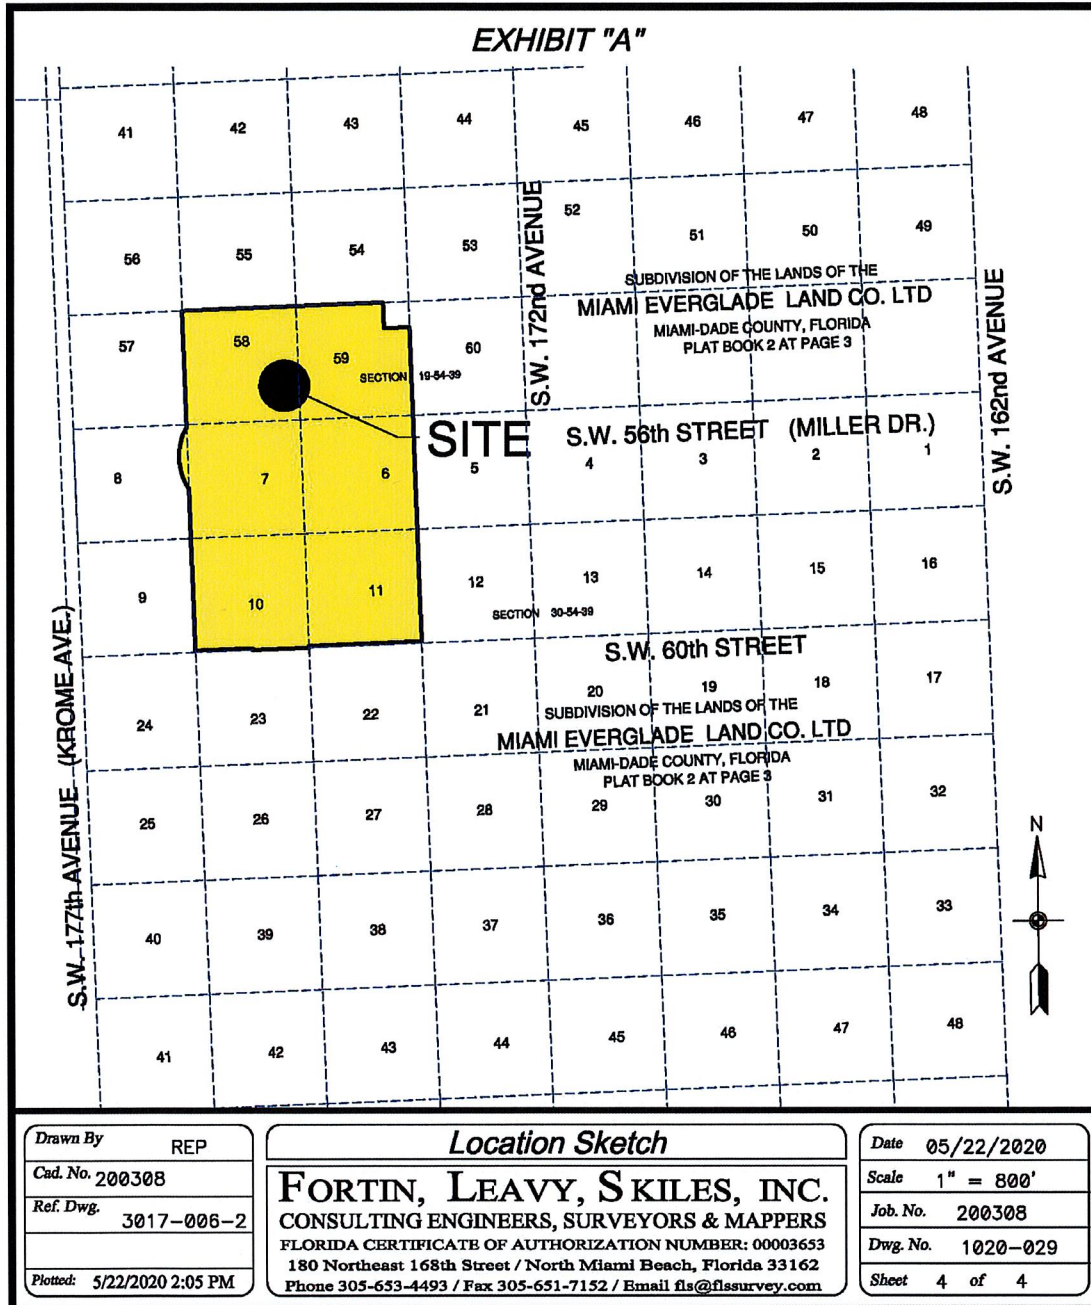 EXHIBIT "A"
41 42 43 44 45 46 47 48
56 55 54 53 52 51 50 49
SUBDIVISION OF THE LANDS OF THE
MIAMI EVERGLADE LAND CO. LTD
MIAMI-DADE COUNTY, FLORIDA
PLAT BOOK 2 AT PAGE 3
S.W. 172nd AVENUE
S.W. 162nd AVENUE
57 58 59 60
SECTION 19-54-39
SITE
S.W. 56th STREET (MILLER DR.)
8 7 6 5 4 3 2 1
9 10 11 12 13 14 15 16
SECTION 30-54-39
S.W. 60th STREET
24 23 22 21 20 19 18 17
SUBDIVISION OF THE LANDS OF THE
MIAMI EVERGLADE LAND CO. LTD
MIAMI-DADE COUNTY, FLORIDA
PLAT BOOK 2 AT PAGE 3
S.W. 177th AVENUE (KROME AVE.)
25 26 27 28 29 30 31 32
N
40 39 38 37 36 35 34 33
41 42 43 44 45 46 47 48
Drawn By REP
Cad. No. 200308
Ref. Dwg. 3017-006-2
Plotted: 5/22/2020 2:05 PM
Location Sketch
FORTIN, LEAVY, SKILES, INC.
CONSULTING ENGINEERS, SURVEYORS & MAPPERS
FLORIDA CERTIFICATE OF AUTHORIZATION NUMBER: 00003653
180 Northeast 168th Street / North Miami Beach, Florida 33162
Phone 305-653-4493 / Fax 305-651-7152 / Email fls@flssurvey.com
Date 05/22/2020
Scale 1" = 800'
Job. No. 200308
Dwg. No. 1020-029
Sheet 4 of 4